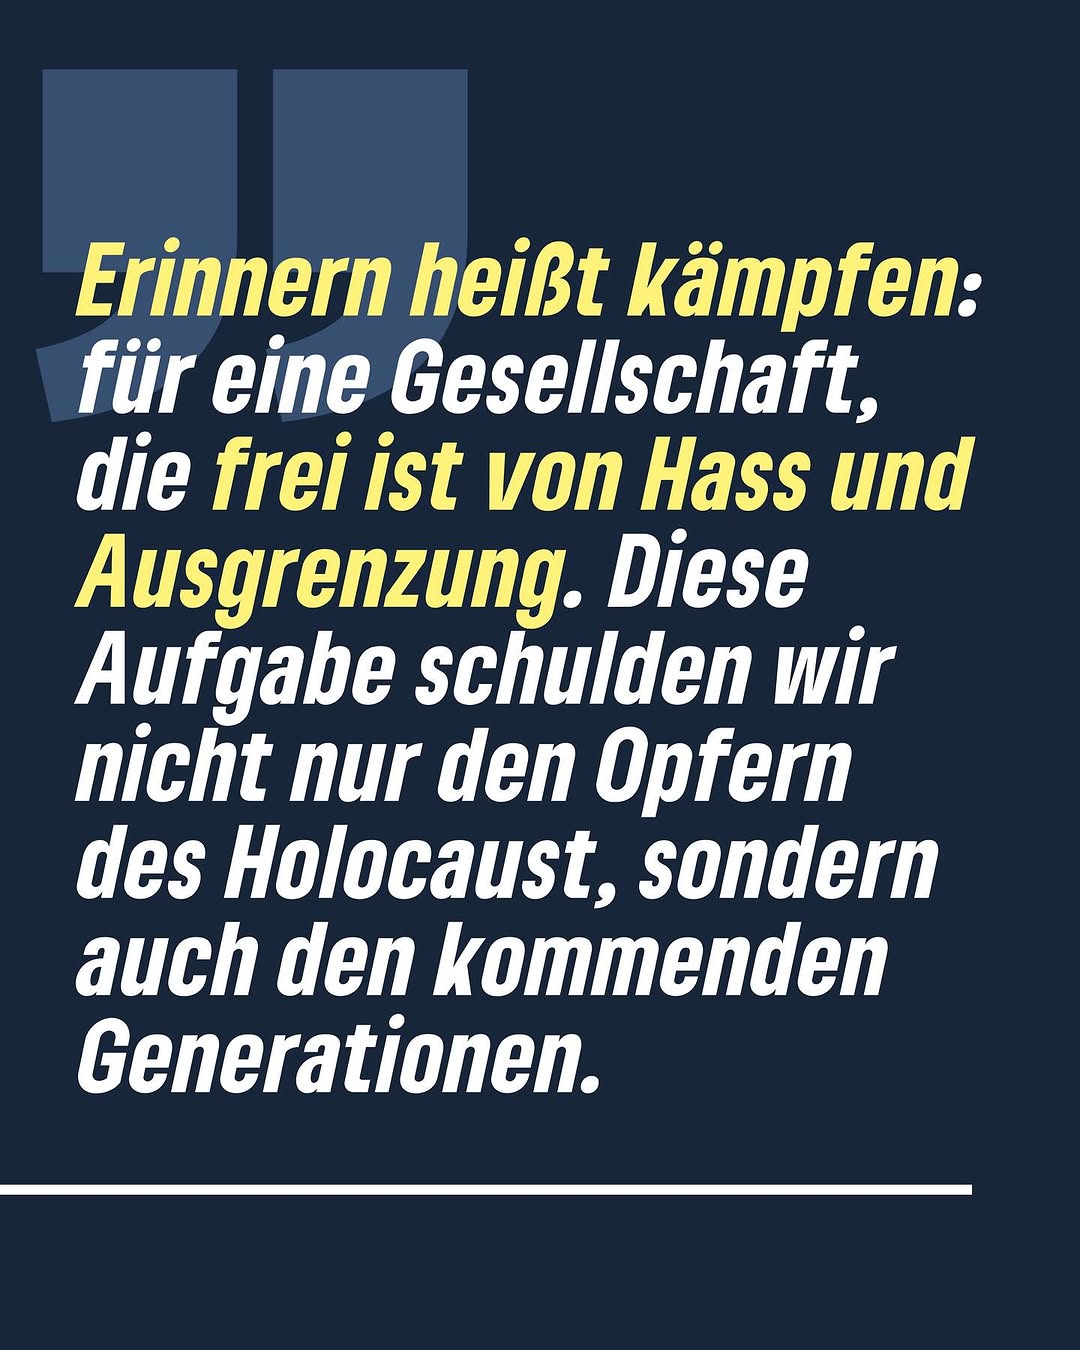 Erinnern heißt kämpfen:
für eine Gesellschaft,
die frei ist von Hass und
Ausgrenzung. Diese
Aufgabe schulden wir
nicht nur den Opfern
des Holocaust, sondern
auch den kommenden
Generationen.